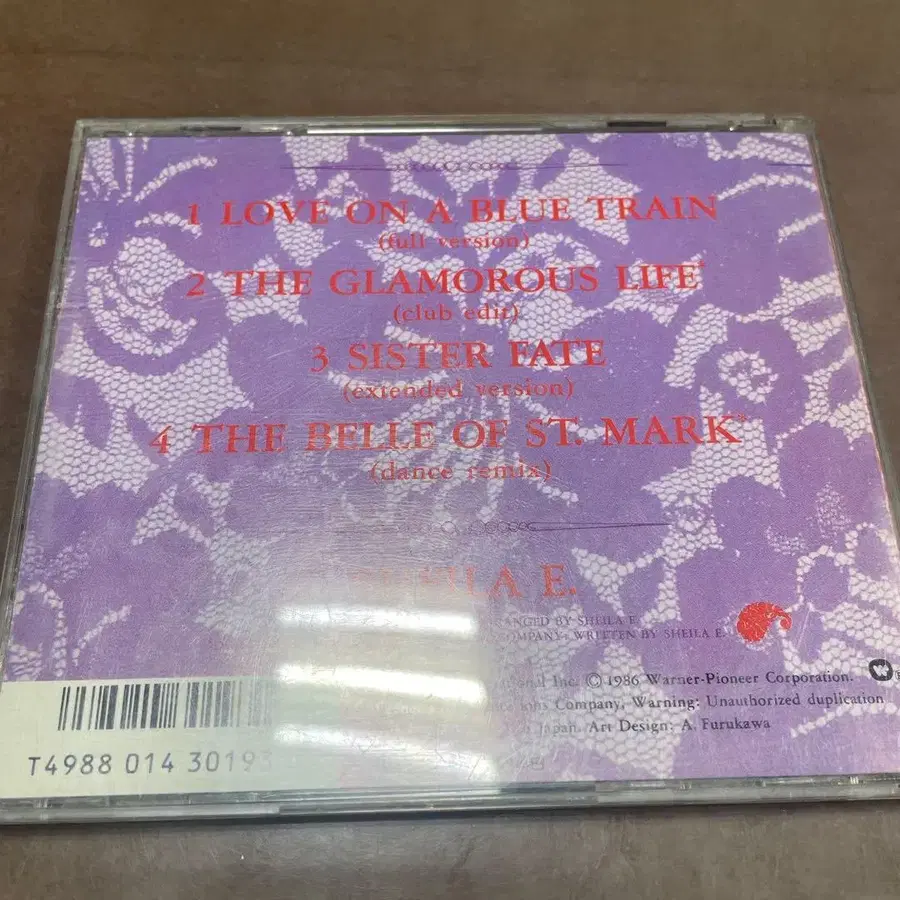 1 LOVE ON A BLUE TRAIN
(full version)
2 THE GLAMOROUS LIFE*
(club edit)
3 SISTER FATE
(extended version)
4 THE BELLE OF ST. MARK*
(dance remix)
SHEILA E.
BY SHEILA E.
COMPANY, WRITTEN BY SHEILA E.
Inc. © 1986 Warner-Pioneer Corporation.
Company, Warning: Unauthorized duplication
Japan. Art Design: A. Furukawa
T4988 014 30193